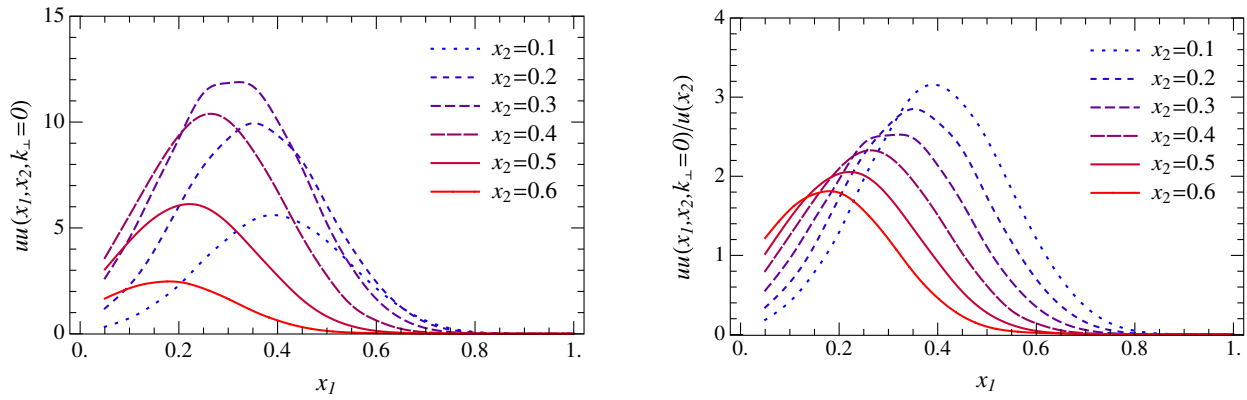 15
10
5
0
0.
0.2
0.4
0.6
0.8
1.
uu(x₁,x₂,k⊥=0)
x₁
x₂=0.1
x₂=0.2
x₂=0.3
x₂=0.4
x₂=0.5
x₂=0.6
4
3
2
1
0
0.
0.2
0.4
0.6
0.8
1.
uu(x₁,x₂,k⊥=0)/u(x₂)
x₁
x₂=0.1
x₂=0.2
x₂=0.3
x₂=0.4
x₂=0.5
x₂=0.6